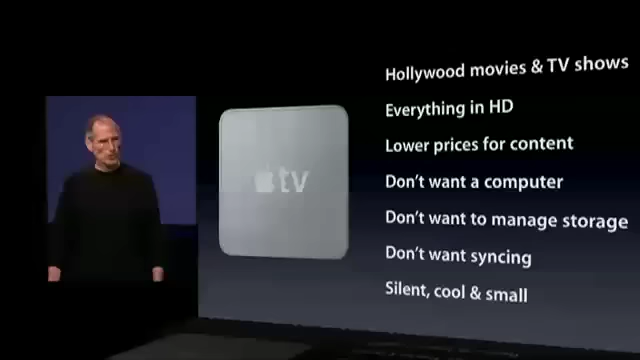 tv
Hollywood movies & TV shows
Everything in HD
Lower prices for content
Don't want a computer
Don't want to manage storage
Don't want syncing
Silent, cool & small